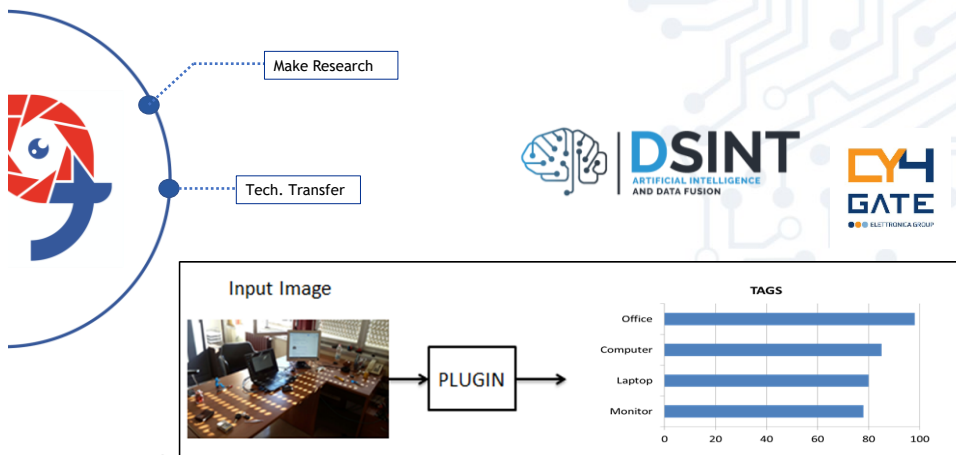 Make Research
Tech. Transfer
DSINT
ARTIFICIAL INTELLIGENCE
AND DATA FUSION
CY4
GATE
ELETTRONICA GROUP
Input Image
PLUGIN
TAGS
Office
Computer
Laptop
Monitor
0 20 40 60 80 100